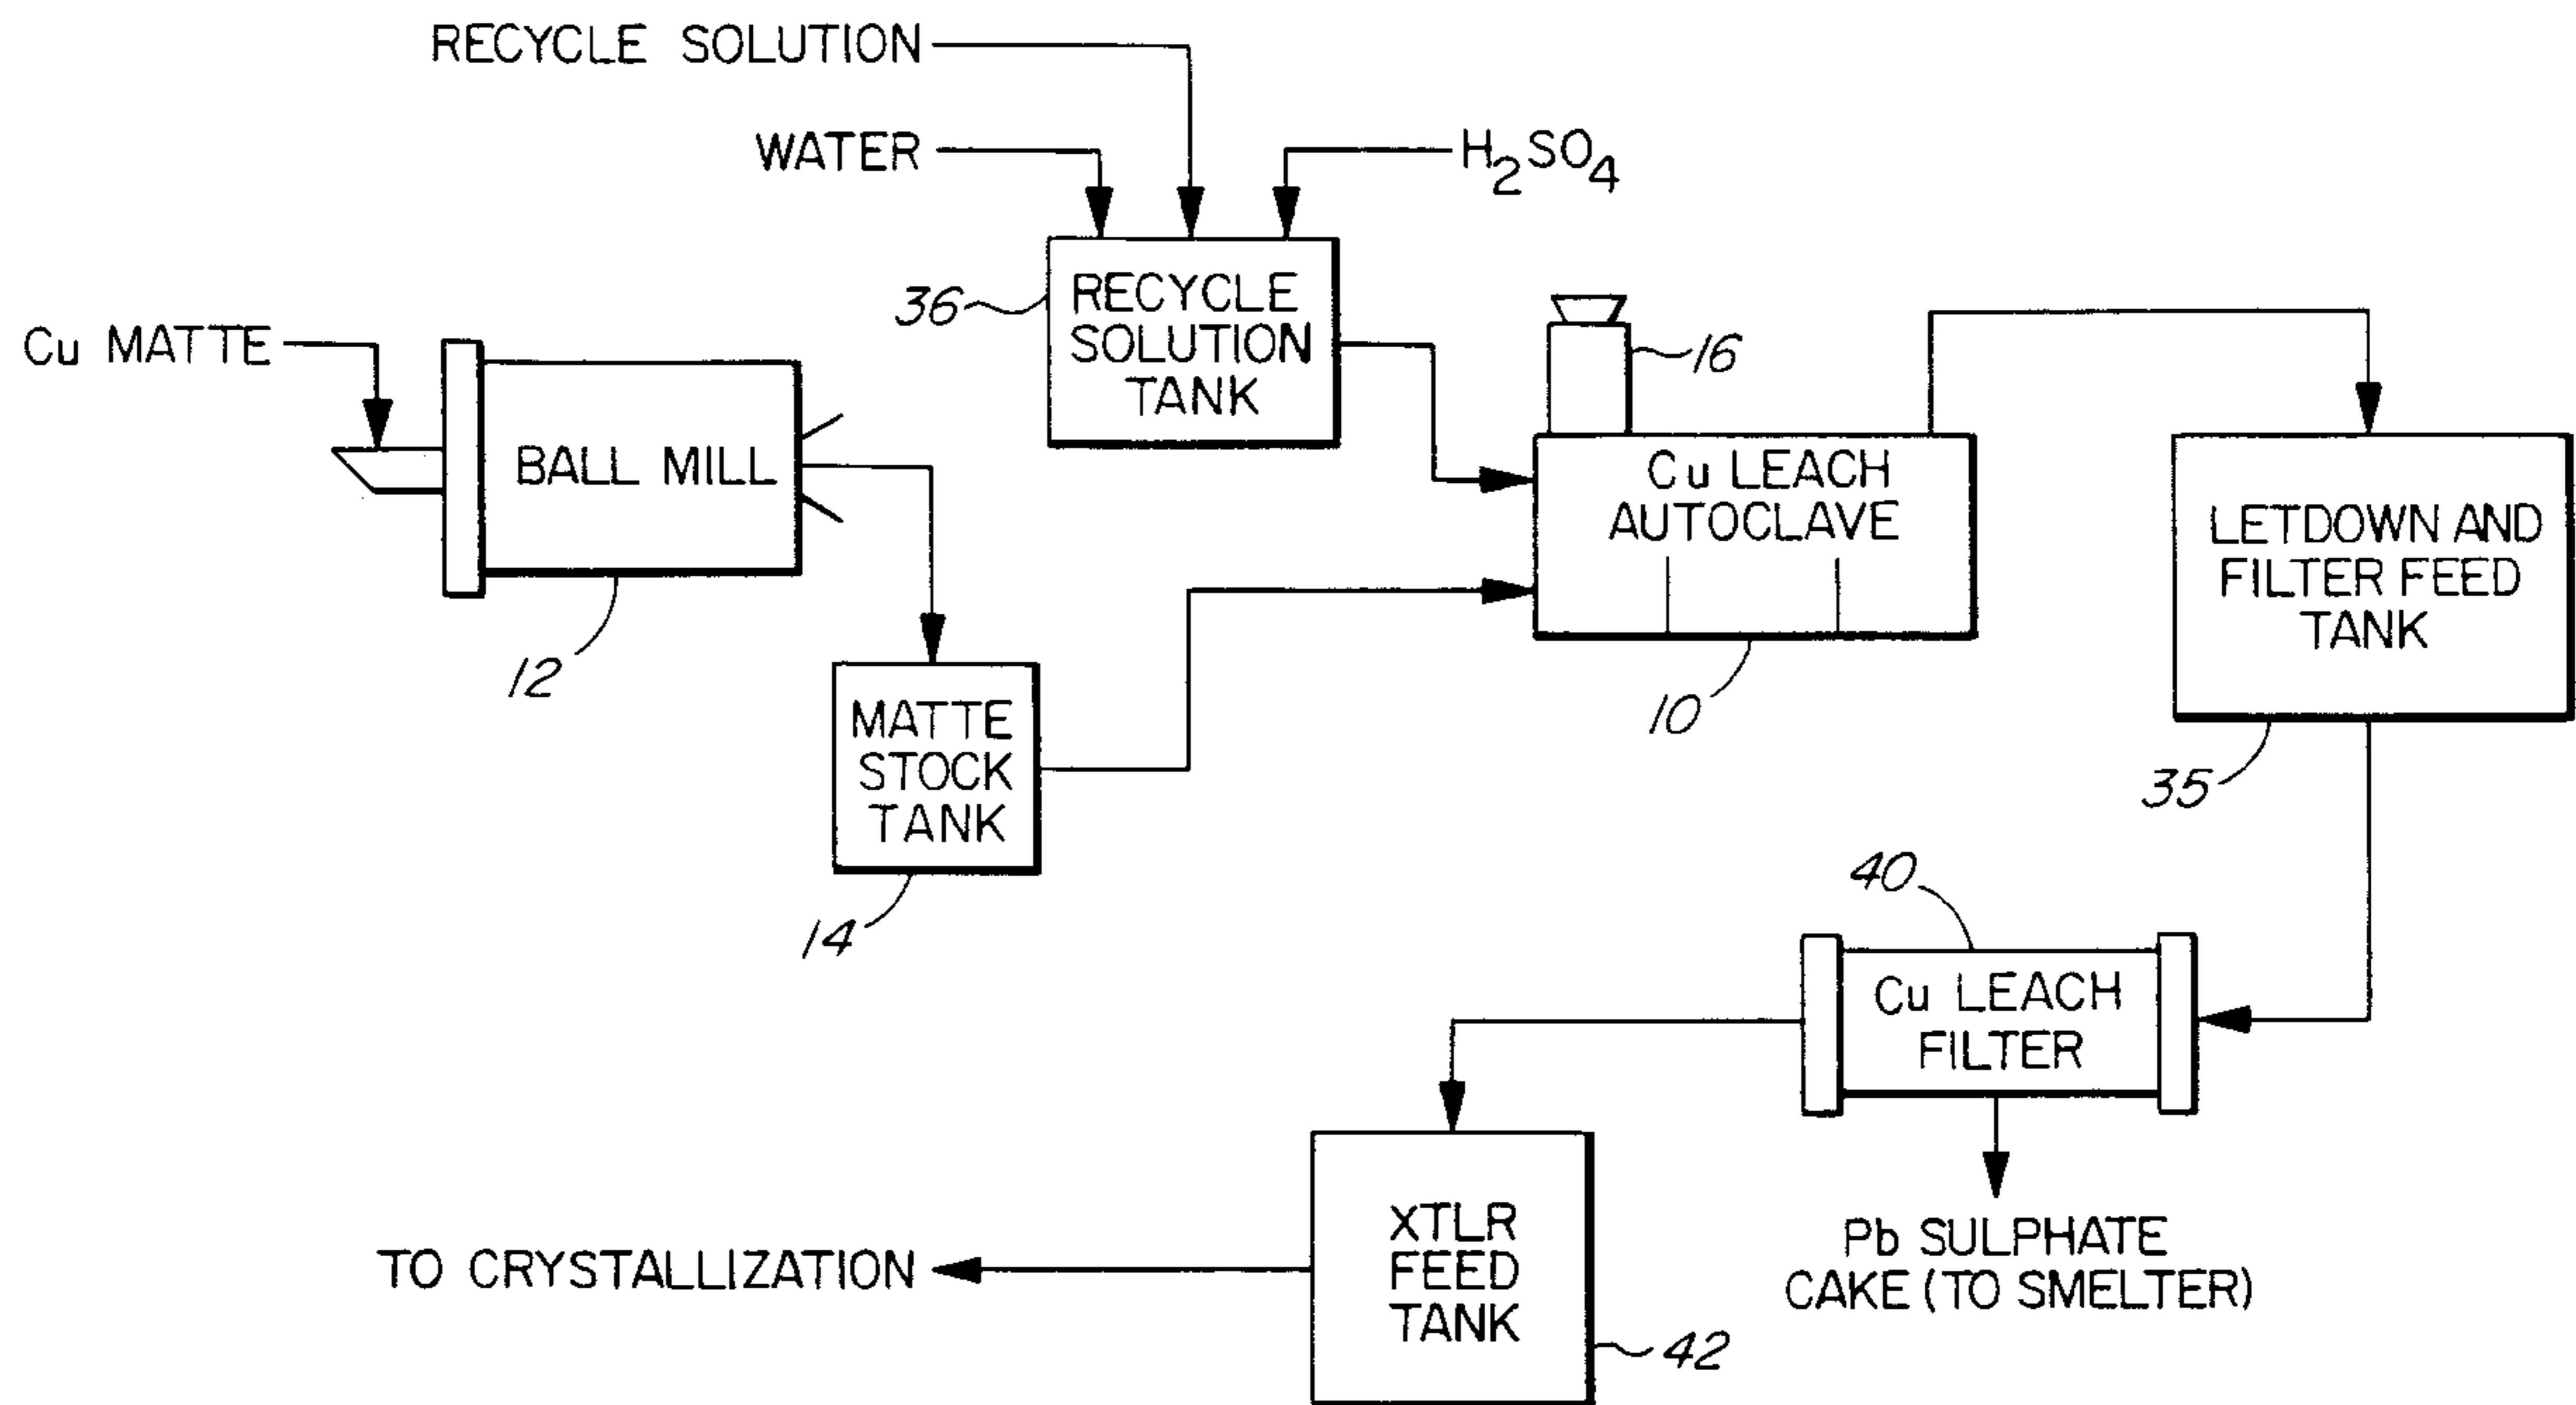 RECYCLE SOLUTION
WATER
H2SO4
36
RECYCLE
SOLUTION
TANK
16
Cu MATTE
BALL MILL
12
Cu LEACH
AUTOCLAVE
10
LETDOWN AND
FILTER FEED
TANK
35
MATTE
STOCK
TANK
14
40
Cu LEACH
FILTER
Pb SULPHATE
CAKE (TO SMELTER)
XTLR
FEED
TANK
42
TO CRYSTALLIZATION